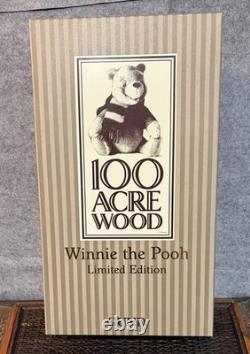 100
ACRE
WOOD
Winnie the Pooh
Limited Edition